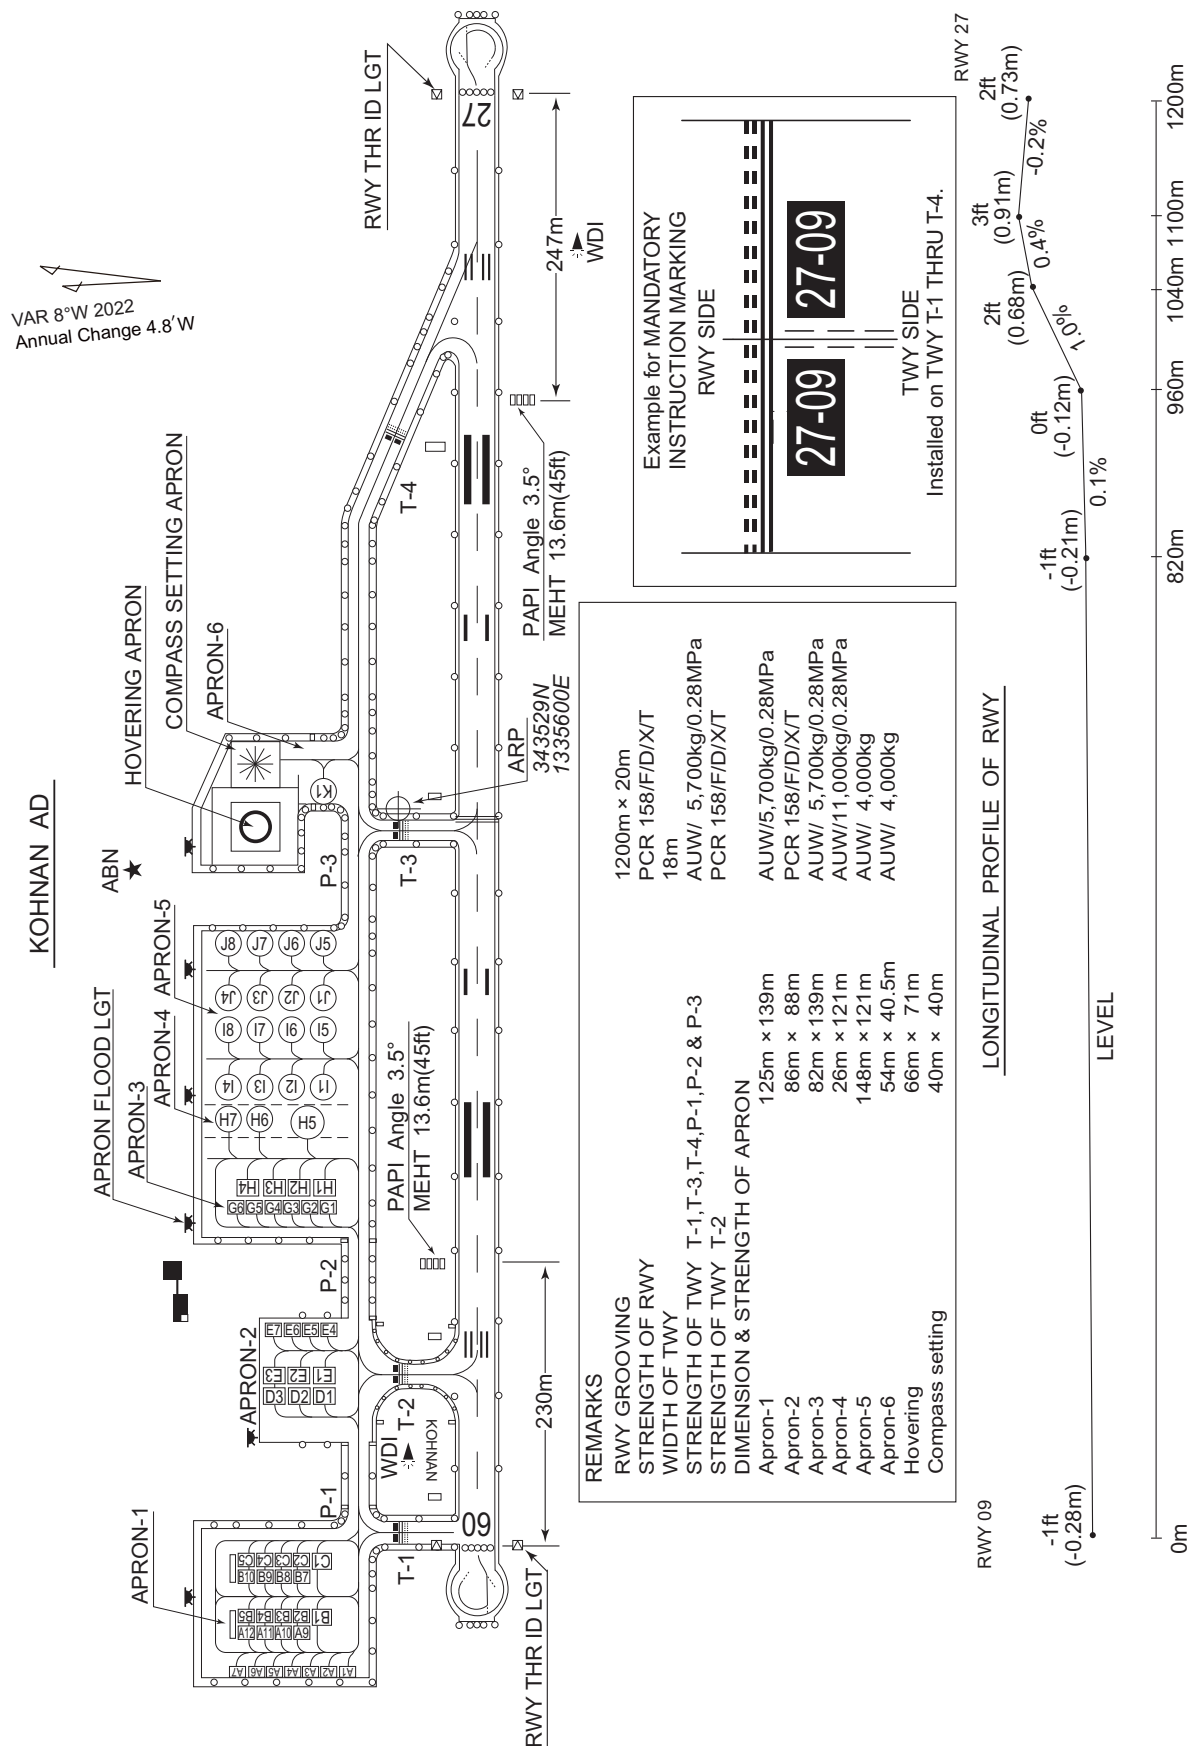 KOHNAN AD
VAR 8°W 2022
Annual Change 4.8′W
APRON-1
APRON-2
APRON FLOOD LGT
APRON-3
APRON-4
APRON-5
ABN
HOVERING APRON
COMPASS SETTING APRON
APRON-6
RWY THR ID LGT
A7
A6
A5
A4
A3
A2
A1
A12
A11
A10
A9
B5
B4
B3
B2
B1
B10
B9
B8
B7
C5
C4
C3
C2
C1
D3
D2
D1
E3
E2
E1
E7
E6
E5
E4
G6
G5
G4
G3
G2
G1
H4
H3
H2
H1
H7
H6
H5
I4
I3
I2
I1
I8
I7
I6
I5
J4
J3
J2
J1
J8
J7
J6
J5
K1
P-1
P-2
P-3
T-1
T-2
T-3
T-4
WDI
KOHNAN
PAPI Angle 3.5°
MEHT 13.6m(45ft)
09
27
230m
RWY THR ID LGT
ARP
343529N
1335600E
PAPI Angle 3.5°
MEHT 13.6m(45ft)
247m
WDI
REMARKS
RWY GROOVING 1200m × 20m
STRENGTH OF RWY PCR 158/F/D/X/T
WIDTH OF TWY 18m
STRENGTH OF TWY T-1,T-3,T-4,P-1,P-2 & P-3 AUW/ 5,700kg/0.28MPa
STRENGTH OF TWY T-2 PCR 158/F/D/X/T
DIMENSION & STRENGTH OF APRON
Apron-1 125m ×139m AUW/5,700kg/0.28MPa
Apron-2 86m × 88m PCR 158/F/D/X/T
Apron-3 82m ×139m AUW/ 5,700kg/0.28MPa
Apron-4 26m ×121m AUW/11,000kg/0.28MPa
Apron-5 148m ×121m AUW/ 4,000kg
Apron-6 54m × 40.5m AUW/ 4,000kg
Hovering 66m × 71m
Compass setting 40m × 40m
Example for MANDATORY
INSTRUCTION MARKING
RWY SIDE
27-09 27-09
TWY SIDE
Installed on TWY T-1 THRU T-4.
LONGITUDINAL PROFILE OF RWY
RWY 09
RWY 27
-1ft
(-0.28m)
LEVEL
-1ft
(-0.21m)
0.1%
0ft
(-0.12m)
1.0%
2ft
(0.68m)
0.4%
3ft
(0.91m)
-0.2%
2ft
(0.73m)
0m
820m
960m
1040m
1100m
1200m